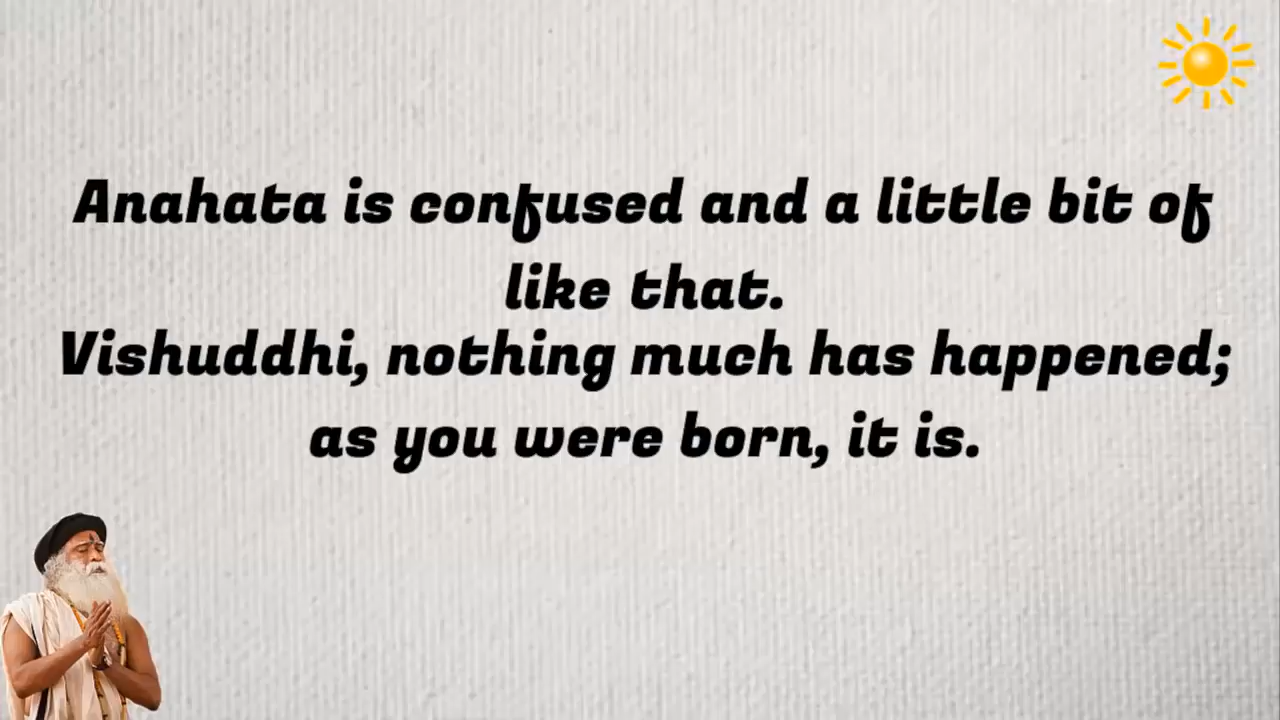 Anahata is confused and a little bit of
like that.
Vishuddhi, nothing much has happened;
as you were born, it is.